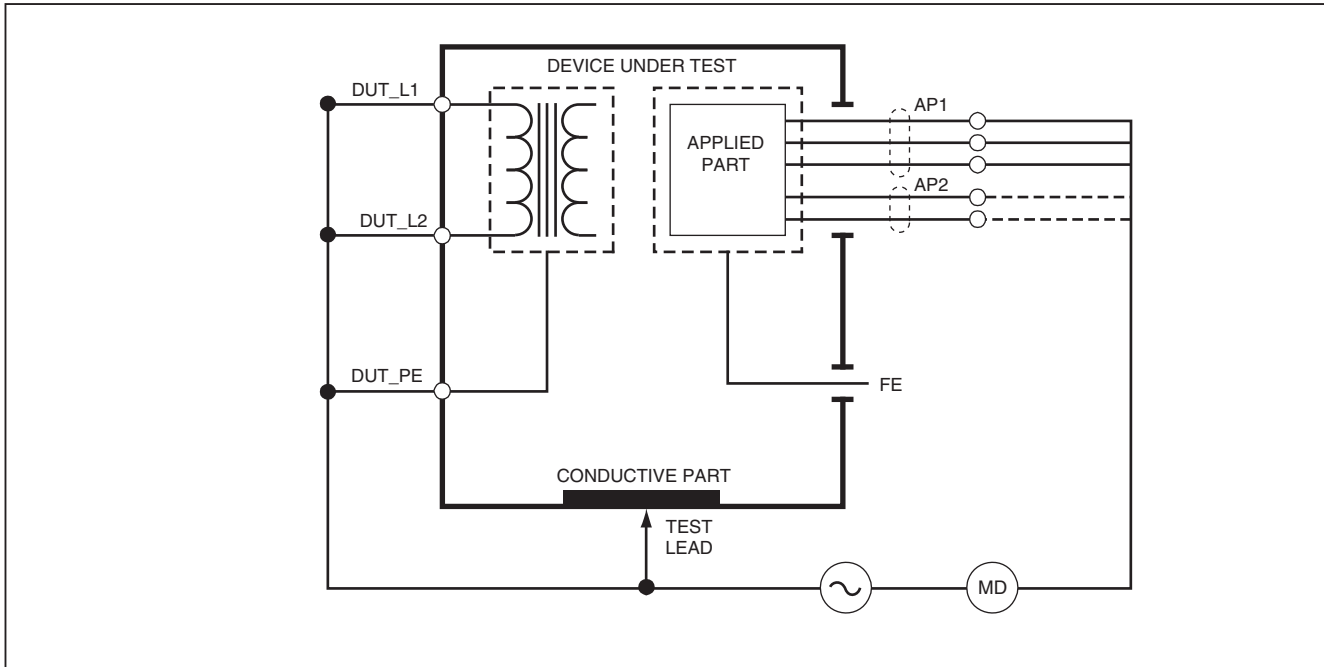 DEVICE UNDER TEST
DUT_L1
AP1
APPLIED
PART
AP2
DUT_L2
DUT_PE
FE
CONDUCTIVE PART
TEST
LEAD
MD